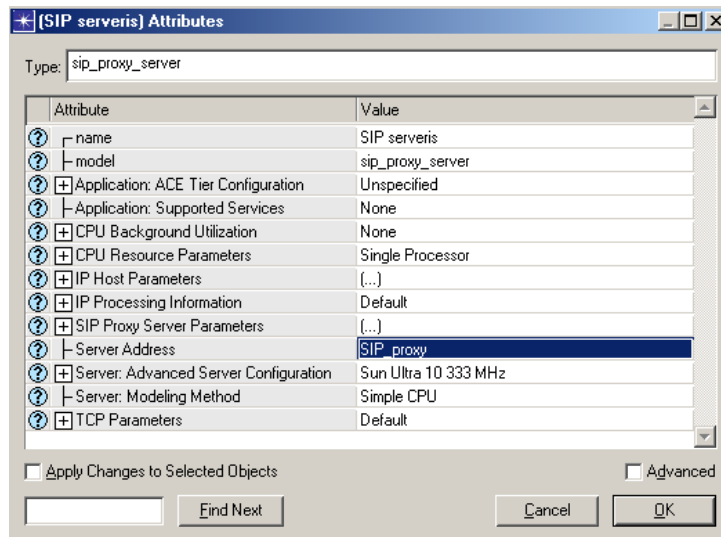 (SIP serveris) Attributes
Type: sip_proxy_server
Attribute Value
name SIP serveris
model sip_proxy_server
Application: ACE Tier Configuration Unspecified
Application: Supported Services None
CPU Background Utilization None
CPU Resource Parameters Single Processor
IP Host Parameters (...)
IP Processing Information Default
SIP Proxy Server Parameters (...)
Server Address SIP_proxy
Server: Advanced Server Configuration Sun Ultra 10 333 MHz
Server: Modeling Method Simple CPU
TCP Parameters Default
Apply Changes to Selected Objects Advanced
Find Next Cancel OK